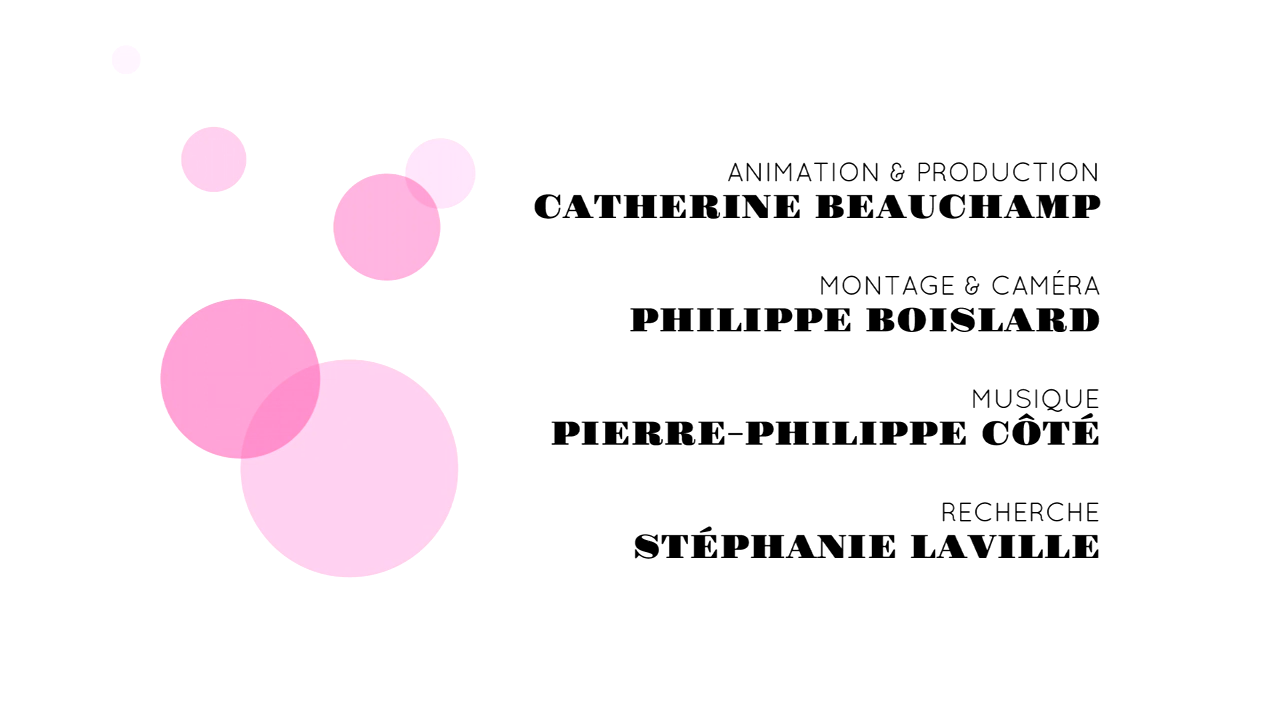 ANIMATION & PRODUCTION
CATHERINE BEAUCHAMP
MONTAGE & CAMÉRA
PHILIPPE BOISLARD
MUSIQUE
PIERRE-PHILIPPE CÔTÉ
RECHERCHE
STÉPHANIE LAVILLE